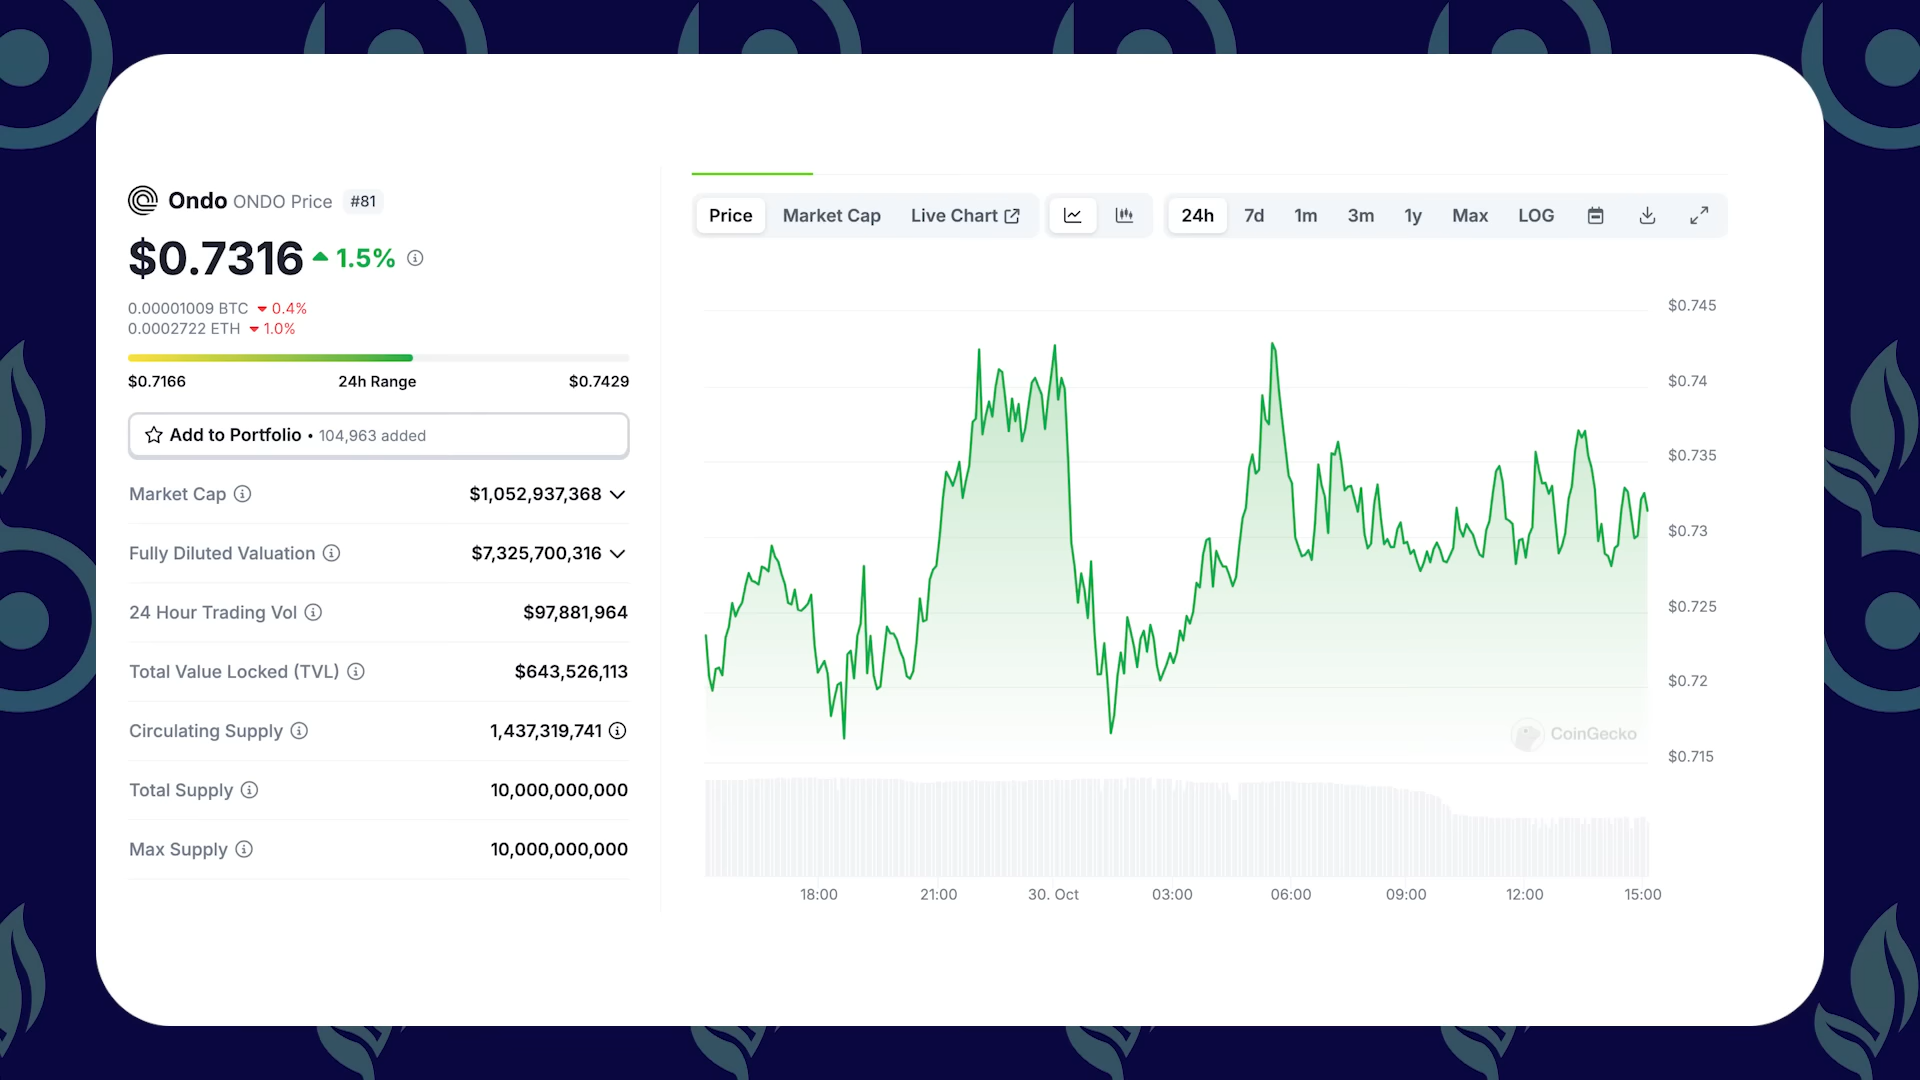 Ondo ONDO Price #81
$0.7316 1.5%
0.00001009 BTC 0.4%
0.0002722 ETH 1.0%
$0.7166 24h Range $0.7429
Add to Portfolio • 104,963 added
Market Cap $1,052,937,368
Fully Diluted Valuation $7,325,700,316
24 Hour Trading Vol $97,881,964
Total Value Locked (TVL) $643,526,113
Circulating Supply 1,437,319,741
Total Supply 10,000,000,000
Max Supply 10,000,000,000
Price Market Cap Live Chart 24h 7d 1m 3m 1y Max LOG
$0.745
$0.74
$0.735
$0.73
$0.725
$0.72
$0.715
CoinGecko
18:00 21:00 30. Oct 03:00 06:00 09:00 12:00 15:00